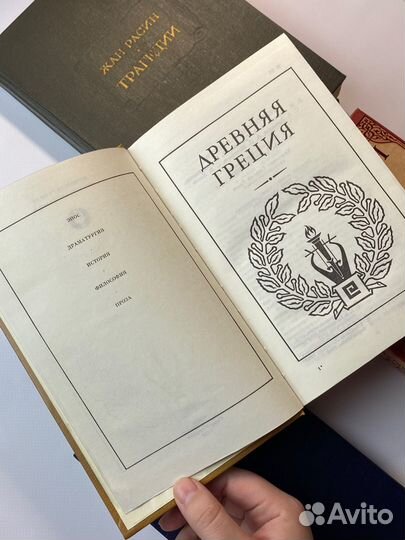 ЖАН РАСИН
ТРАГЕДИИ
ЭПОС
ДРАМАТУРГИЯ
ИСТОРИЯ
ФИЛОСОФИЯ
ПРОЗА
ДРЕВНЯЯ
ГРЕЦИЯ
Avito